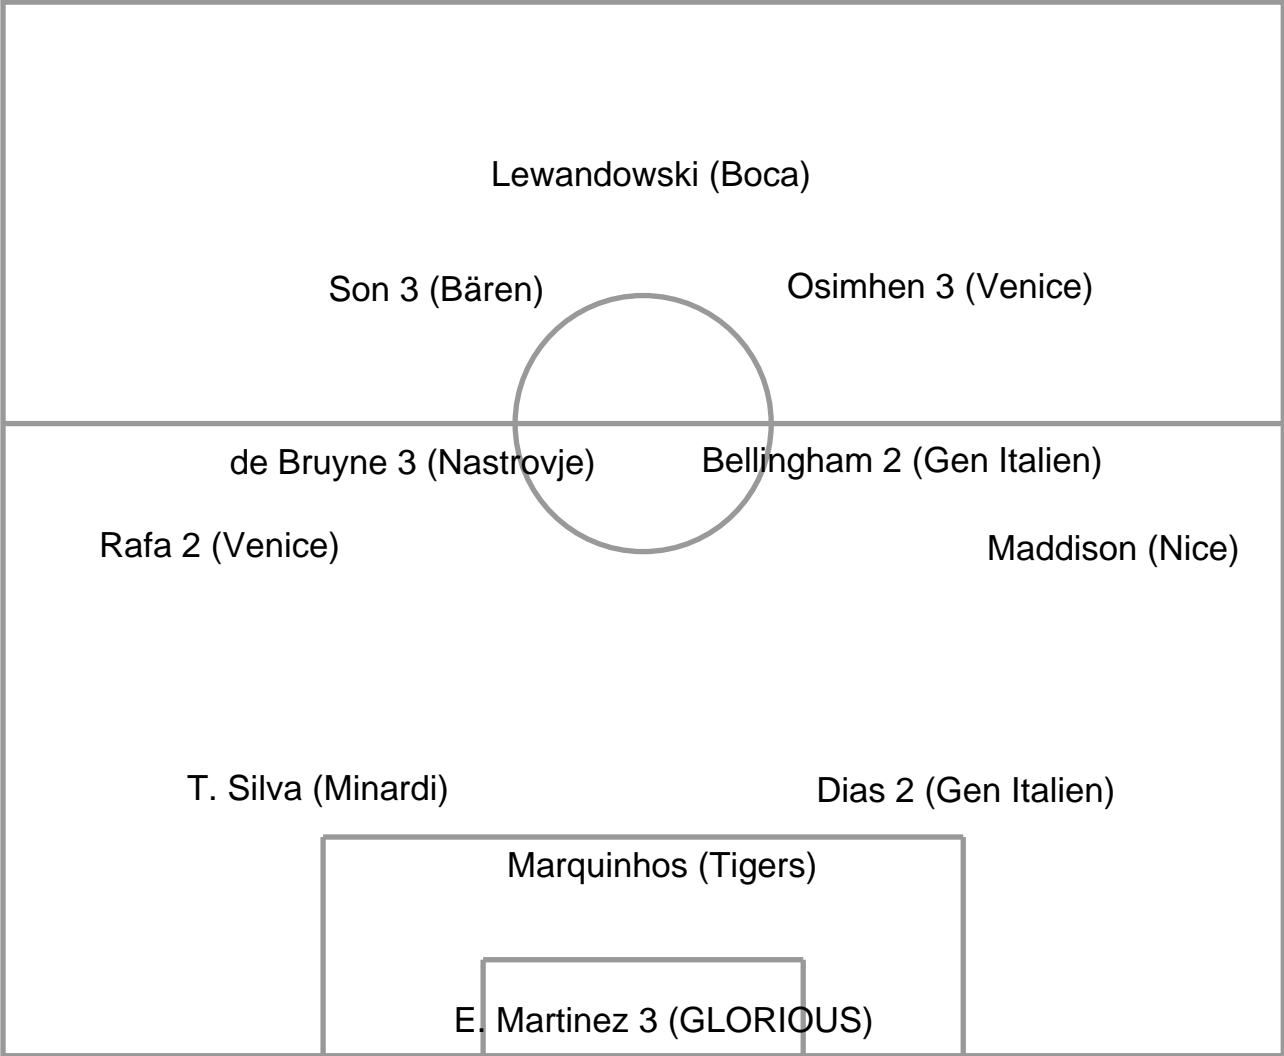 Lewandowski (Boca)
Son 3 (Bären)
Osimhen 3 (Venice)
de Bruyne 3 (Nastrovje)
Bellingham 2 (Gen Italien)
Rafa 2 (Venice)
Maddison (Nice)
T. Silva (Minardi)
Dias 2 (Gen Italien)
Marquinhos (Tigers)
E. Martinez 3 (GLORIOUS)